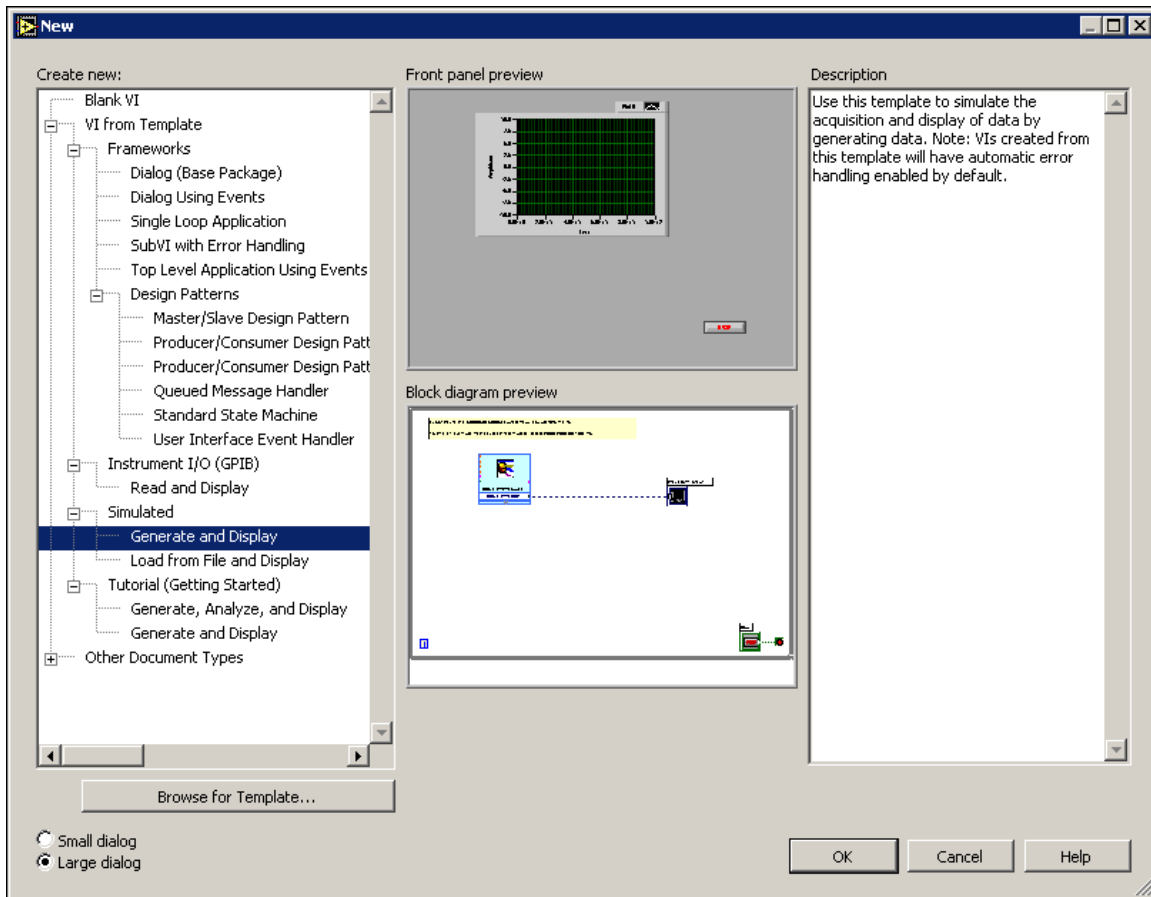 New
Create new:
Blank VI
VI from Template
Frameworks
Dialog (Base Package)
Dialog Using Events
Single Loop Application
SubVI with Error Handling
Top Level Application Using Events
Design Patterns
Master/Slave Design Pattern
Producer/Consumer Design Patt
Producer/Consumer Design Patt
Queued Message Handler
Standard State Machine
User Interface Event Handler
Instrument I/O (GPIB)
Read and Display
Simulated
Generate and Display
Load from File and Display
Tutorial (Getting Started)
Generate, Analyze, and Display
Generate and Display
Other Document Types
Browse for Template...
Small dialog
Large dialog
Front panel preview
Block diagram preview
Description
Use this template to simulate the
acquisition and display of data by
generating data. Note: VIs created from
this template will have automatic error
handling enabled by default.
OK
Cancel
Help